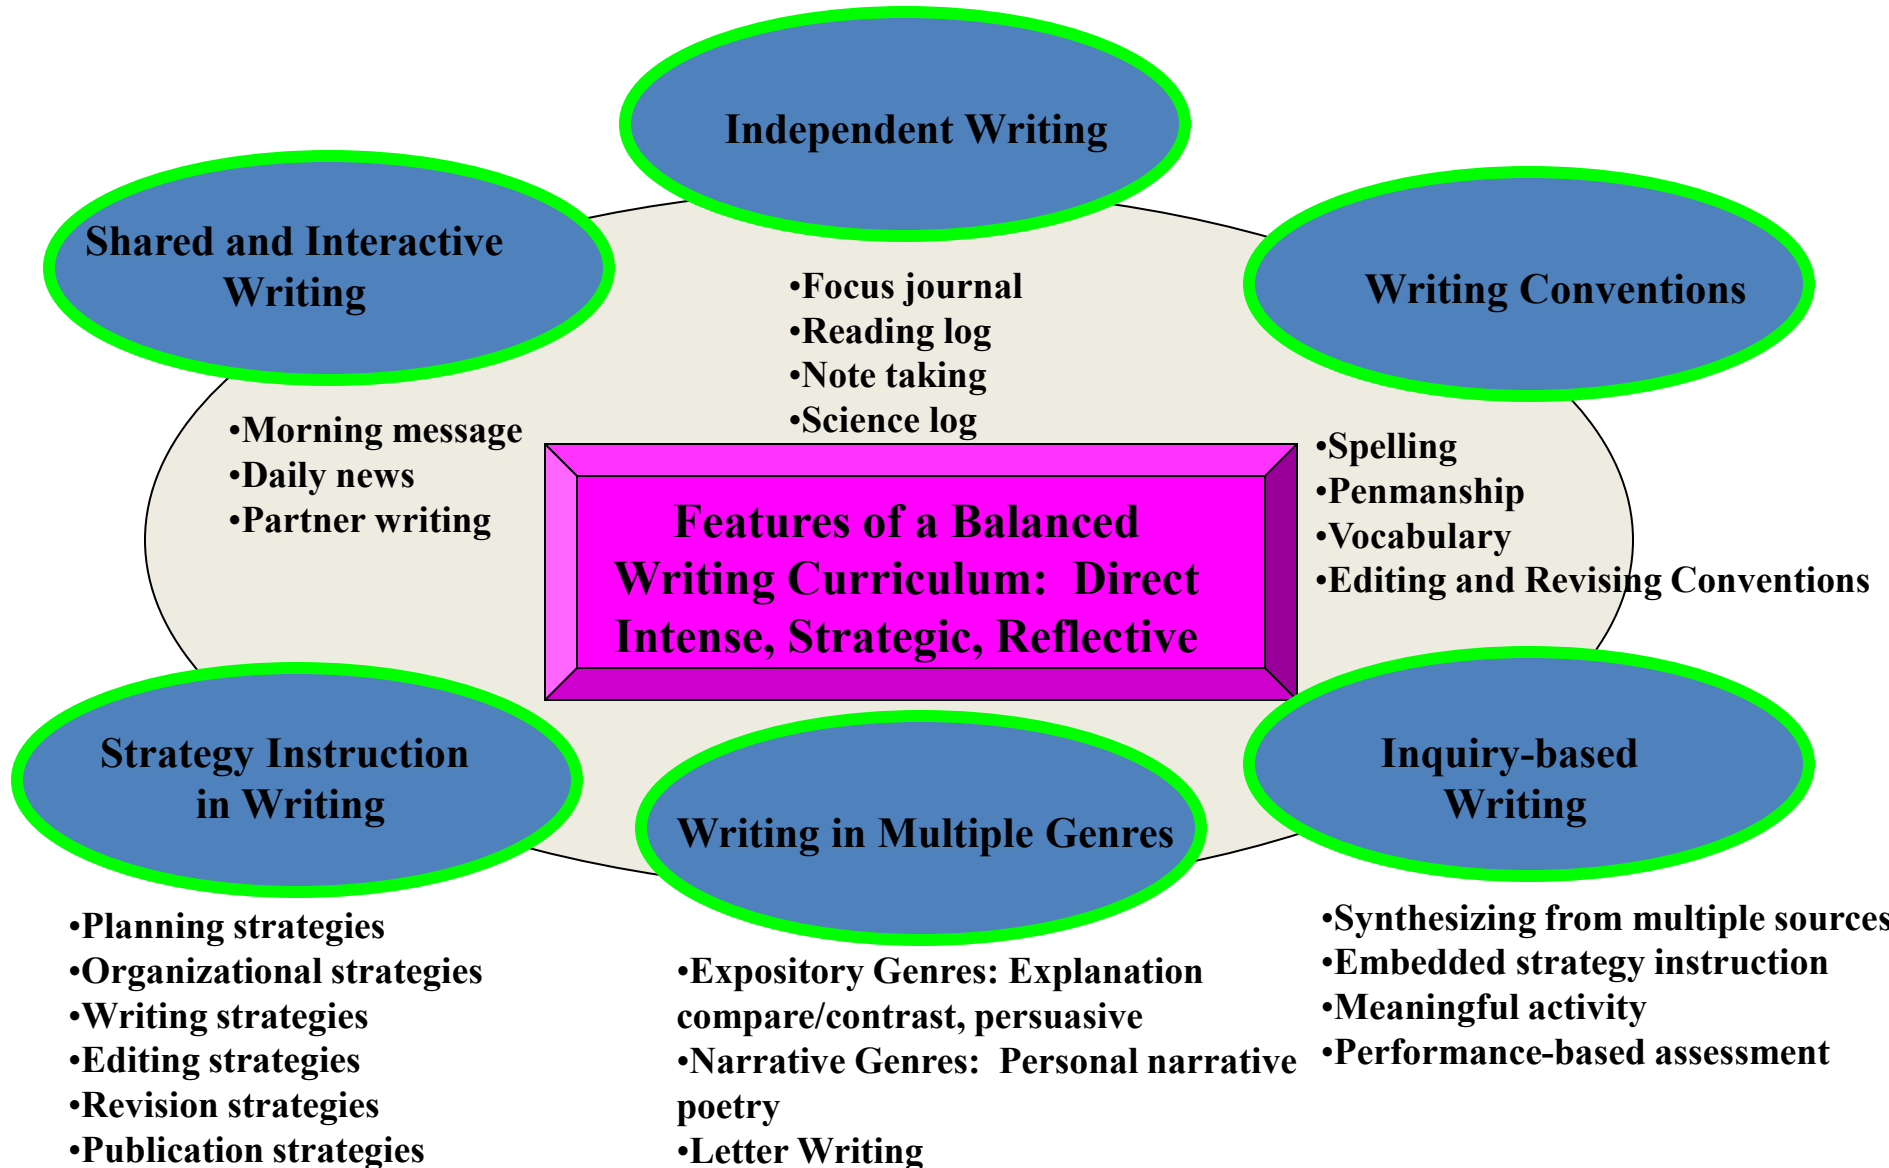 Independent Writing
Shared and Interactive
Writing
Writing Conventions
•Focus journal
•Reading log
•Note taking
•Science log
•Morning message
•Daily news
•Partner writing
•Spelling
•Penmanship
•Vocabulary
•Editing and Revising Conventions
Features of a Balanced
Writing Curriculum:  Direct
Intense, Strategic, Reflective
Strategy Instruction
in Writing
Writing in Multiple Genres
Inquiry-based
Writing
•Planning strategies
•Organizational strategies
•Writing strategies
•Editing strategies
•Revision strategies
•Publication strategies
•Expository Genres: Explanation
compare/contrast, persuasive
•Narrative Genres:  Personal narrative
poetry
•Letter Writing
•Synthesizing from multiple sources
•Embedded strategy instruction
•Meaningful activity
•Performance-based assessment